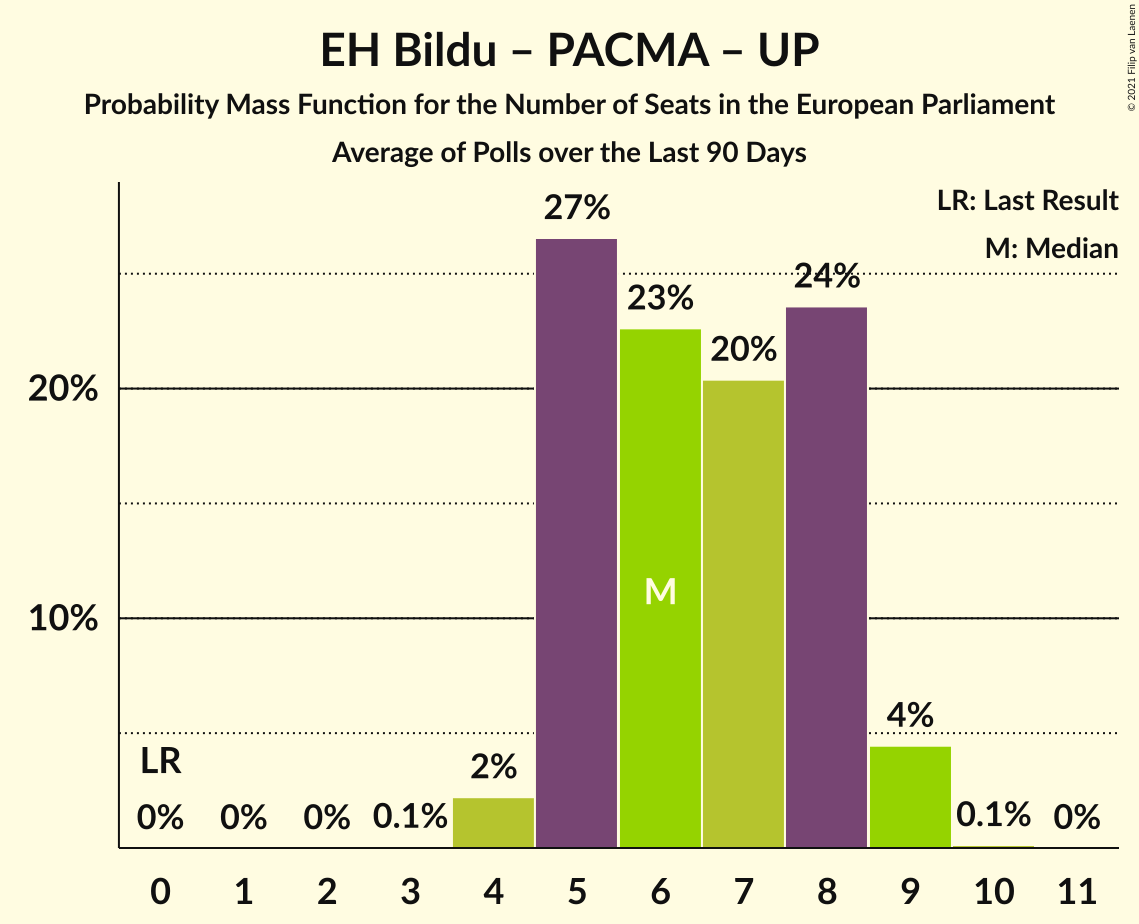 EH Bildu – PACMA – UP
Probability Mass Function for the Number of Seats in the European Parliament
Average of Polls over the Last 90 Days
© 2021 Filip van Laenen
LR: Last Result
M: Median
27%
24%
23%
20%
20%
M
10%
4%
LR
2%
0% 0% 0% 0.1% 0.1% 0%
0 1 2 3 4 5 6 7 8 9 10 11